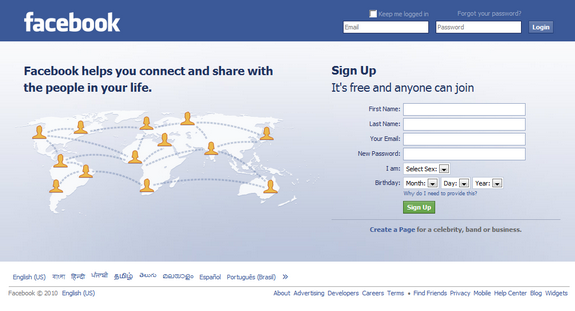 facebook
Keep me logged in
Forgot your password?
Email
Password
Login
Facebook helps you connect and share with
the people in your life.
Sign Up
It's free and anyone can join
First Name:
Last Name:
Your Email:
New Password:
I am: Select Sex:
Birthday: Month: Day: Year:
Why do I need to provide this?
Sign Up
Create a Page for a celebrity, band or business.
English (US) বাংলা हिन्दी ਪੰਜਾਬੀ தமிழ் తెలుగు മലയാളം Español Português (Brasil) »
Facebook © 2010 English (US)
About Advertising Developers Careers Terms • Find Friends Privacy Mobile Help Center Blog Widgets